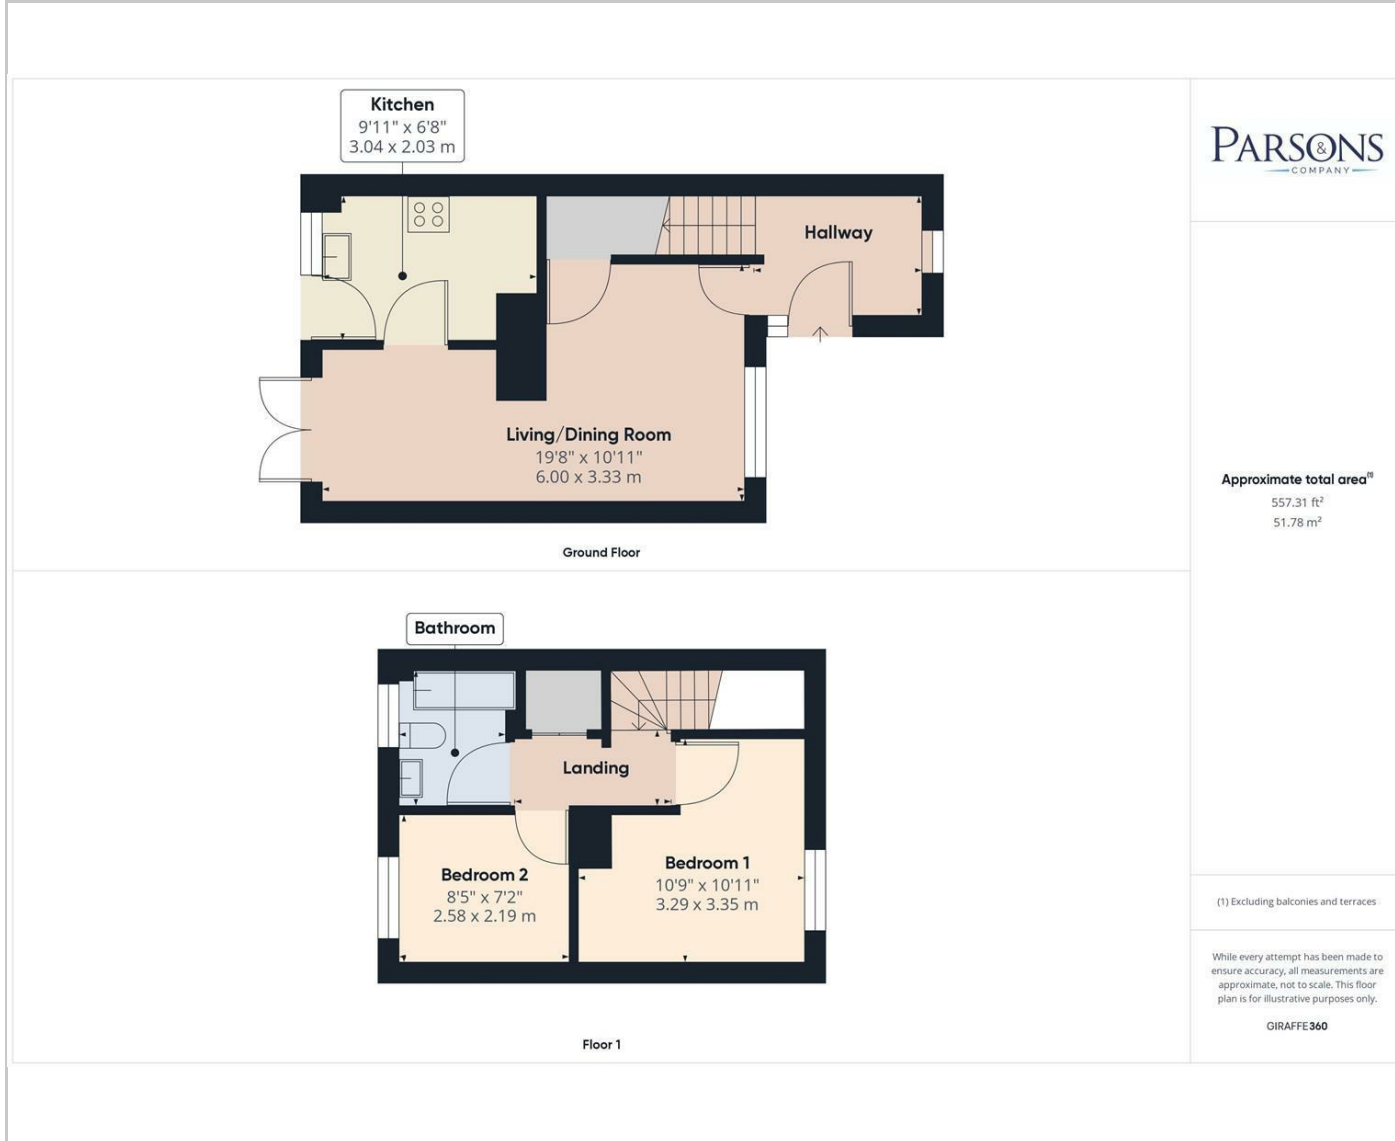 Kitchen
9'11" x 6'8"
3.04 x 2.03 m
Hallway
Living/Dining Room
19'8" x 10'11"
6.00 x 3.33 m
Ground Floor
Bathroom
Landing
Bedroom 2
8'5" x 7'2"
2.58 x 2.19 m
Bedroom 1
10'9" x 10'11"
3.29 x 3.35 m
Floor 1
PARSONS
&
COMPANY
Approximate total area⁽¹⁾
557.31 ft²
51.78 m²
(1) Excluding balconies and terraces
While every attempt has been made to
ensure accuracy, all measurements are
approximate, not to scale. This floor
plan is for illustrative purposes only.
GIRAFFE360